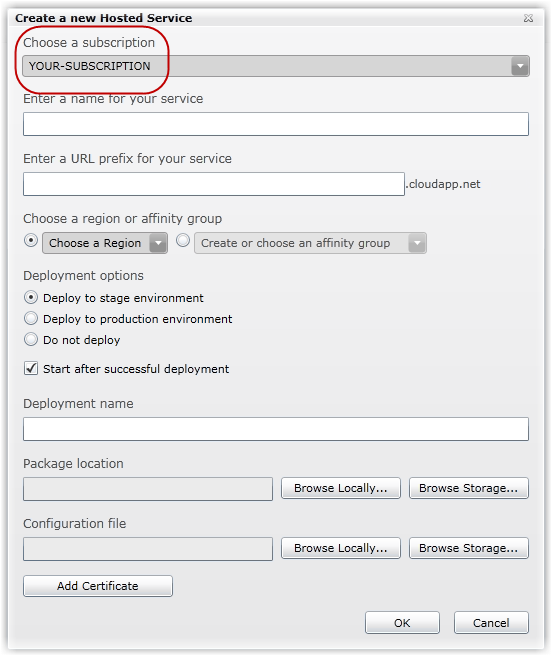 Create a new Hosted Service
Choose a subscription
YOUR-SUBSCRIPTION
Enter a name for your service
Enter a URL prefix for your service
.cloudapp.net
Choose a region or affinity group
Choose a Region Create or choose an affinity group
Deployment options
Deploy to stage environment
Deploy to production environment
Do not deploy
Start after successful deployment
Deployment name
Package location
Browse Locally... Browse Storage...
Configuration file
Browse Locally... Browse Storage...
Add Certificate
OK Cancel